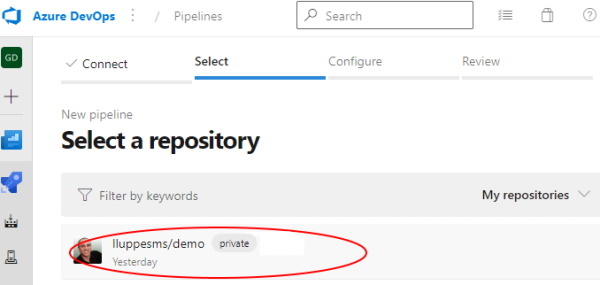 Azure DevOps / Pipelines Search
GD
Connect Select Configure Review
New pipeline
Select a repository
Filter by keywords My repositories
lluppesms/demo private
Yesterday